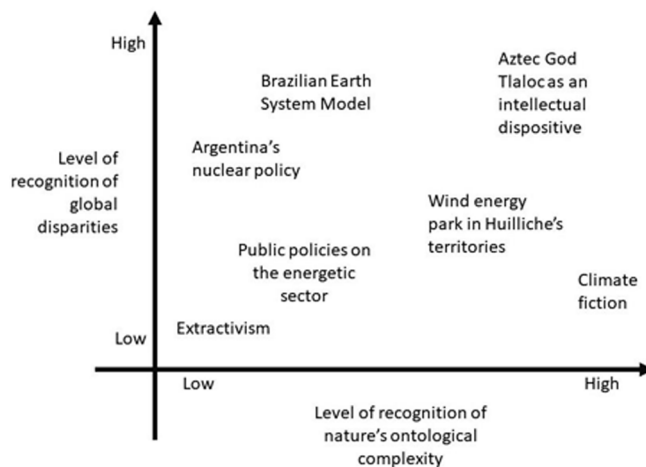 High
Aztec God
Tlaloc as an
intellectual
dispositive
Brazilian Earth
System Model
Argentina's
nuclear policy
Level of
recognition of
global
disparities
Wind energy
park in Huilliche's
territories
Public policies on
the energetic
sector
Climate
fiction
Extractivism
Low
Low
High
Level of recognition of
nature's ontological
complexity